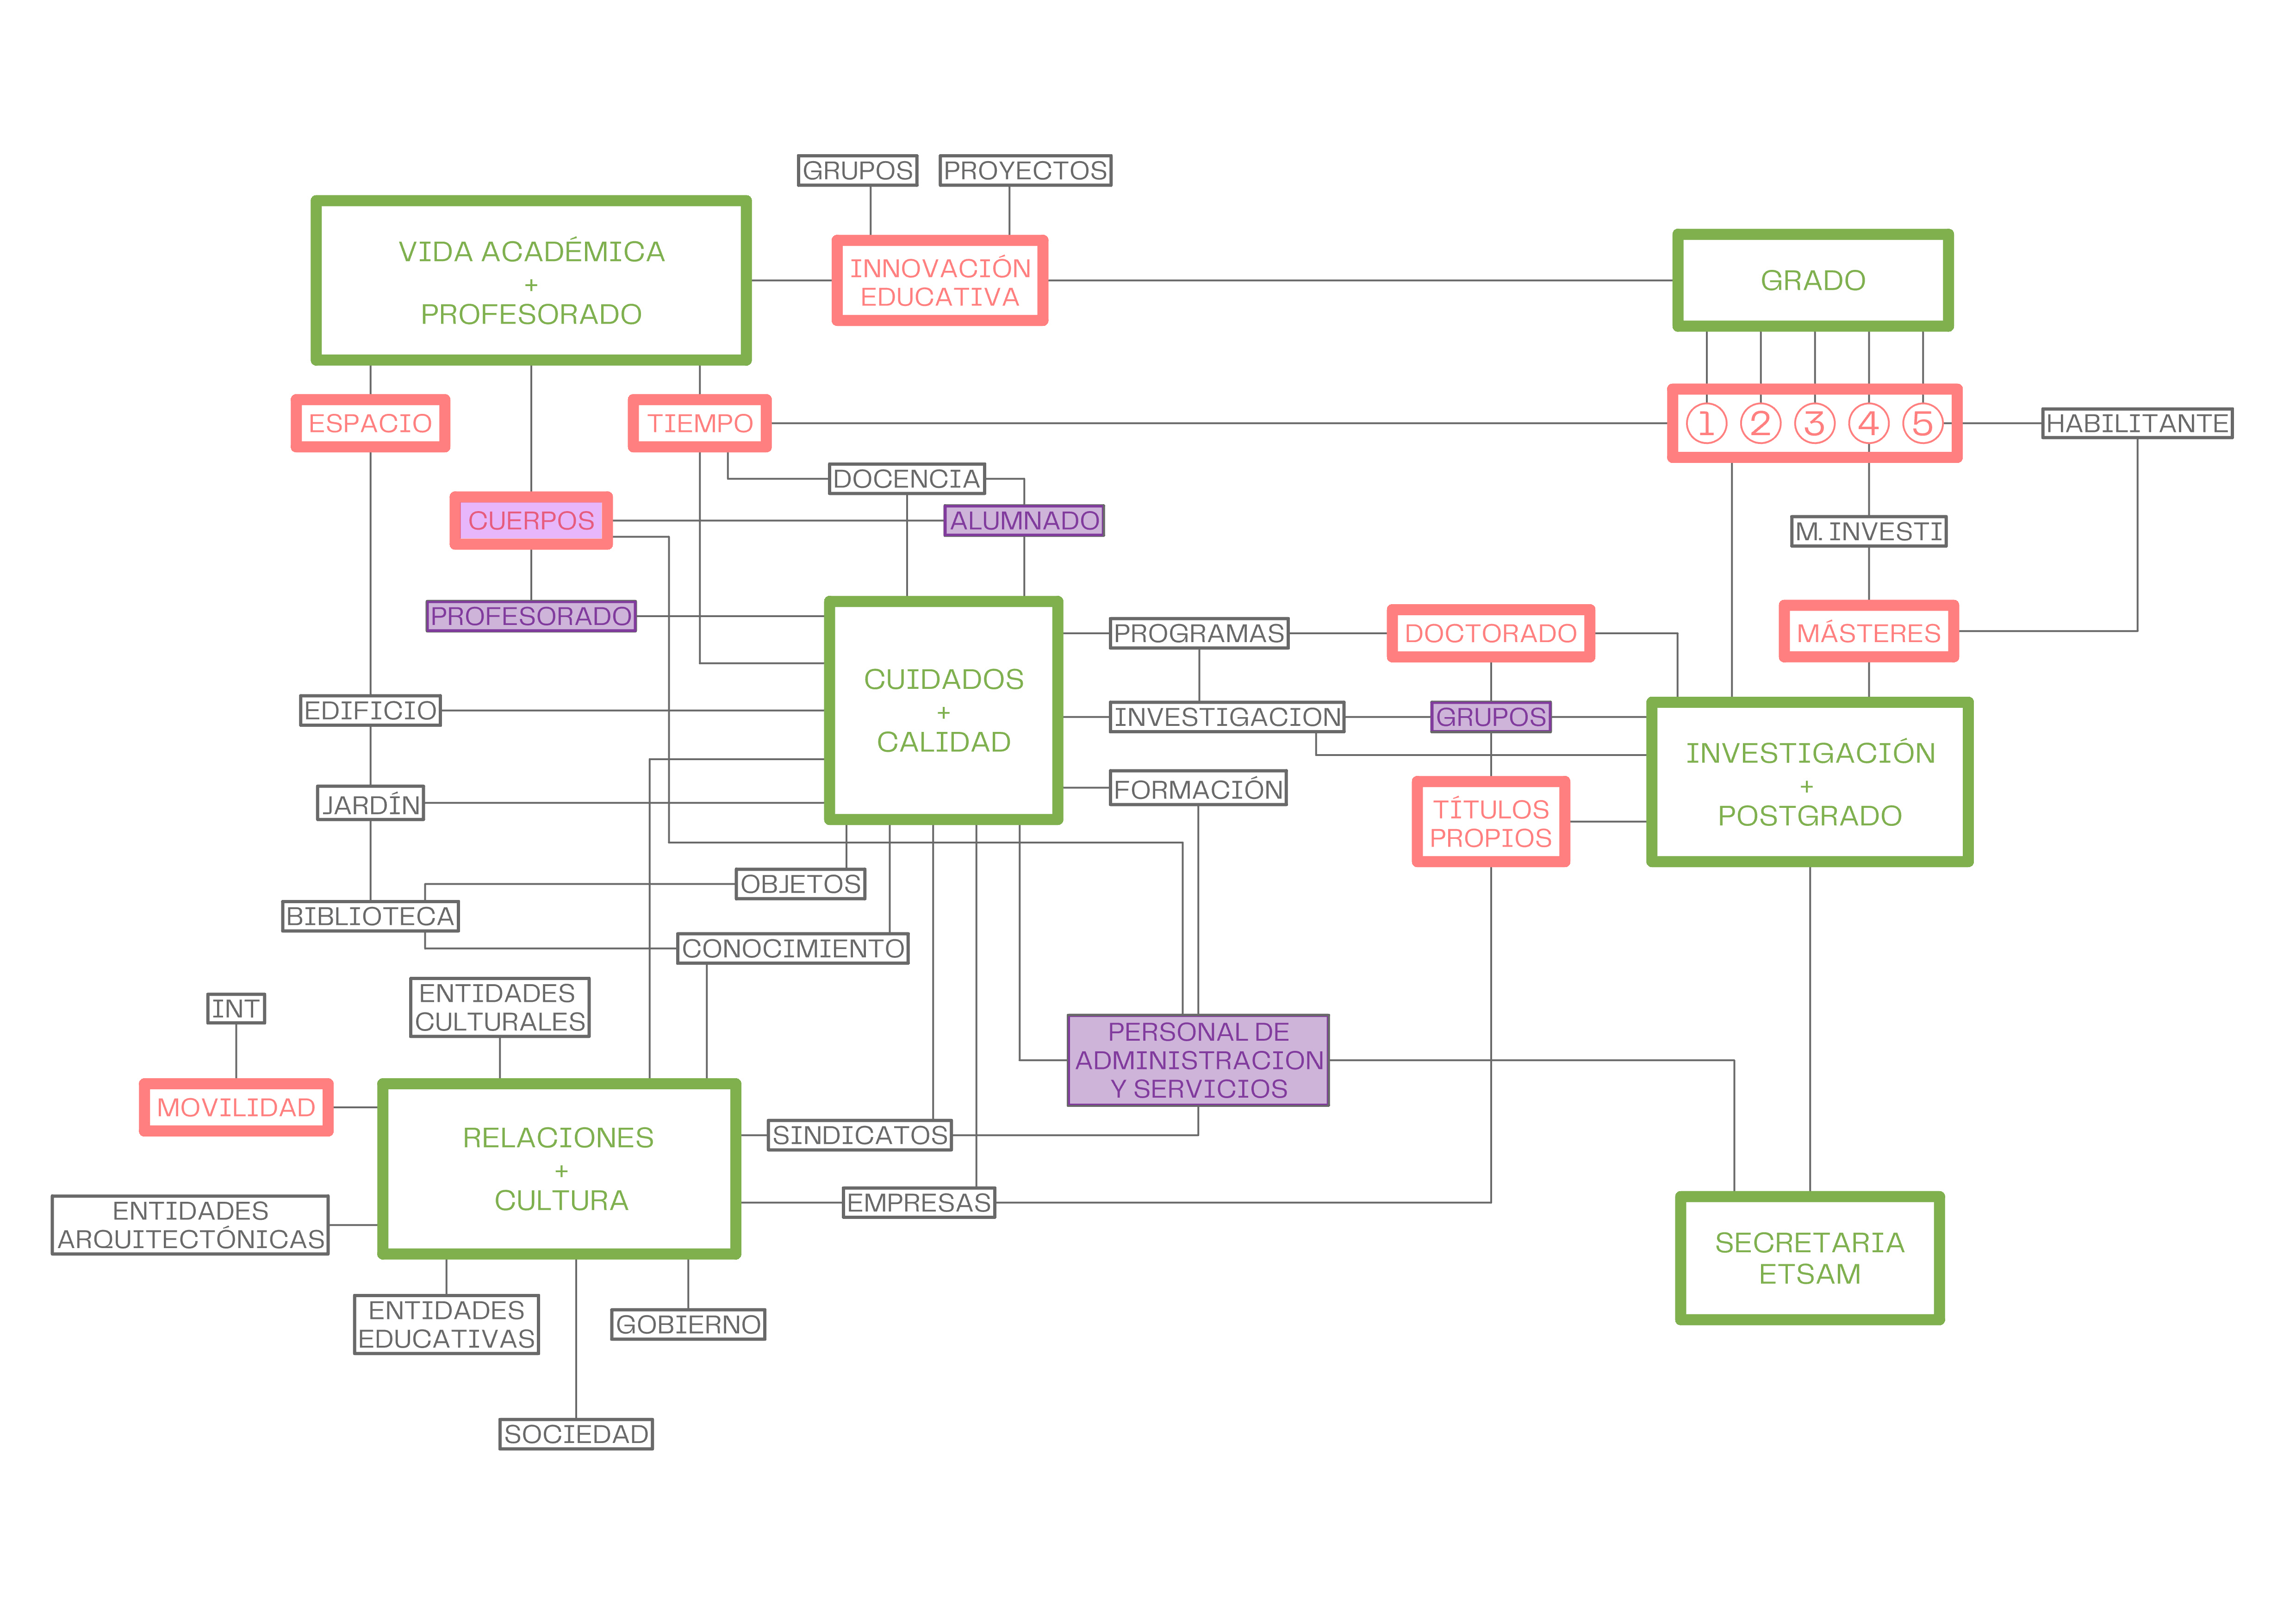 GRUPOS
PROYECTOS
VIDA ACADÉMICA
+
PROFESORADO
INNOVACIÓN
EDUCATIVA
GRADO
ESPACIO
TIEMPO
1 2 3 4 5
HABILITANTE
DOCENCIA
CUERPOS
ALUMNADO
M. INVESTI
PROFESORADO
PROGRAMAS
DOCTORADO
MÁSTERES
CUIDADOS
+
CALIDAD
EDIFICIO
INVESTIGACION
GRUPOS
INVESTIGACIÓN
+
POSTGRADO
JARDÍN
FORMACIÓN
TÍTULOS
PROPIOS
OBJETOS
BIBLIOTECA
CONOCIMIENTO
INT
ENTIDADES
CULTURALES
PERSONAL DE
ADMINISTRACION
Y SERVICIOS
MOVILIDAD
RELACIONES
+
CULTURA
SINDICATOS
EMPRESAS
ENTIDADES
ARQUITECTÓNICAS
SECRETARIA
ETSAM
ENTIDADES
EDUCATIVAS
GOBIERNO
SOCIEDAD